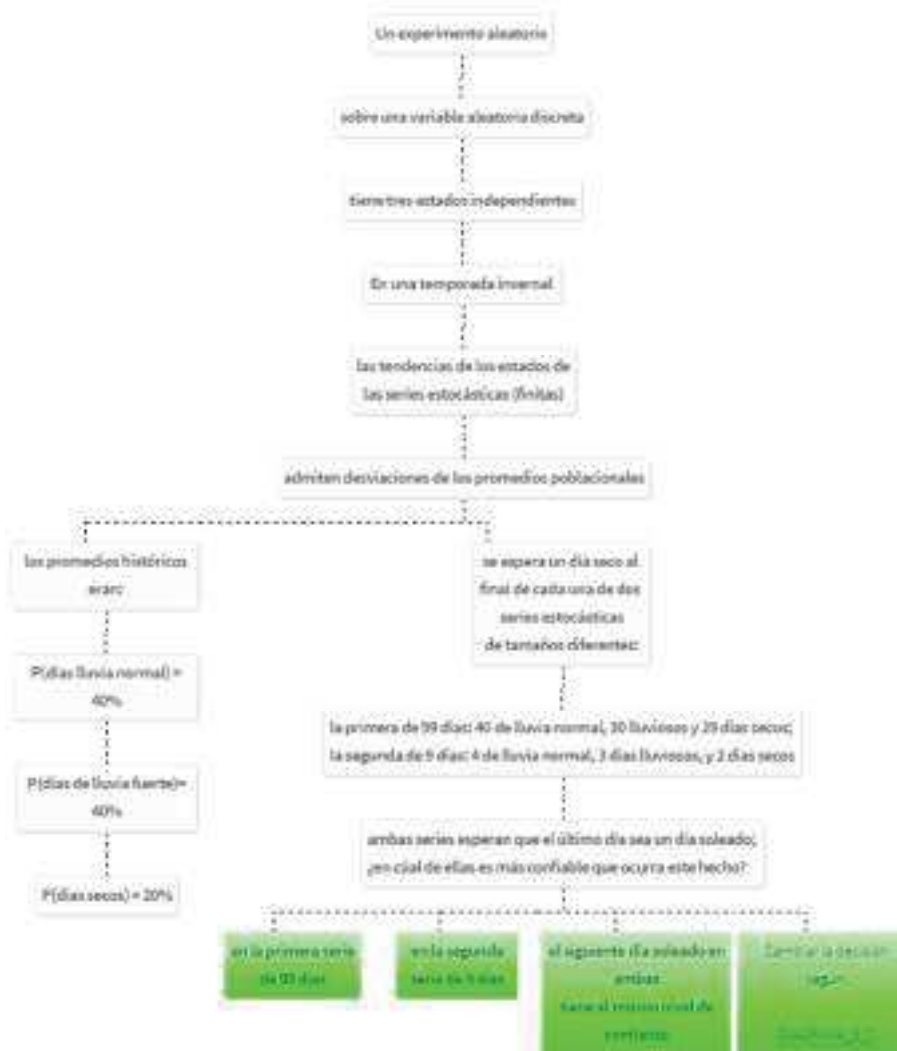 Un experimento aleatorio
sobre una variable aleatoria discreta
tiene tres estados independientes
En una temporada invernal
las tendencias de los estados de
las series estocásticas (finitas)
admiten desviaciones de los promedios poblacionales
los promedios históricos
eran:
P(días lluvia normal) =
40%
P(días de lluvia fuerte)=
40%
P(días secos) = 20%
se espera un día seco al
final de cada una de dos
series estocásticas
de tamaños diferentes:
la primera de 99 días: 40 de lluvia normal, 30 lluviosos y 29 días secos;
la segunda de 9 días: 4 de lluvia normal, 3 días lluviosos, y 2 días secos
ambas series esperan que el último día sea un día soleado,
¿en cúal de ellas es más confiable que ocurra este hecho?
en la primera serie
de 99 días
en la segunda
serie de 9 días
el siguiente día soleado en
ambas
tiene el mismo nivel de
confianza
Cambiar la decisión